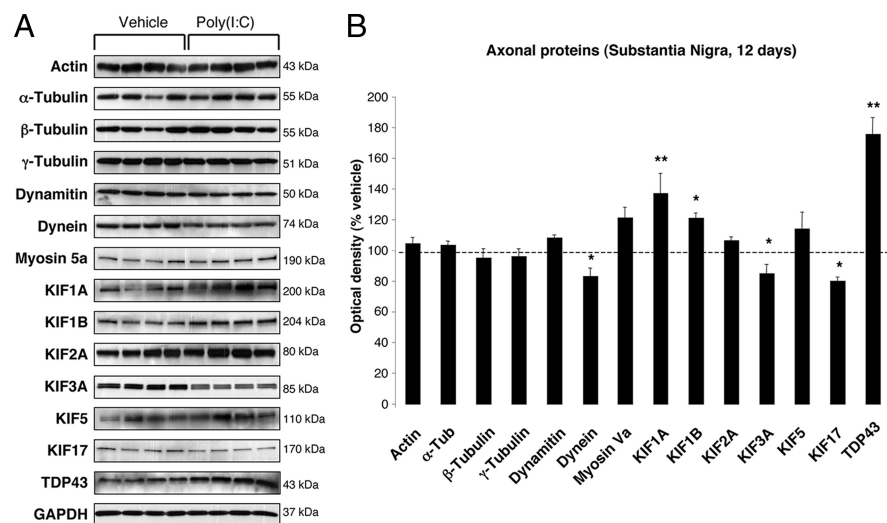 A
Vehicle Poly(I:C)
Actin 43 kDa
α-Tubulin 55 kDa
β-Tubulin 55 kDa
γ-Tubulin 51 kDa
Dynamitin 50 kDa
Dynein 74 kDa
Myosin 5a 190 kDa
KIF1A 200 kDa
KIF1B 204 kDa
KIF2A 80 kDa
KIF3A 85 kDa
KIF5 110 kDa
KIF17 170 kDa
TDP43 43 kDa
GAPDH 37 kDa
B
Axonal proteins (Substantia Nigra, 12 days)
Optical density (% vehicle)
200
180
160
140
120
100
80
60
40
20
0
*
**
*
*
*
**
Actin
α-Tub
β-Tubulin
γ-Tubulin
Dynamitin
Dynein
Myosin Va
KIF1A
KIF1B
KIF2A
KIF3A
KIF5
KIF17
TDP43